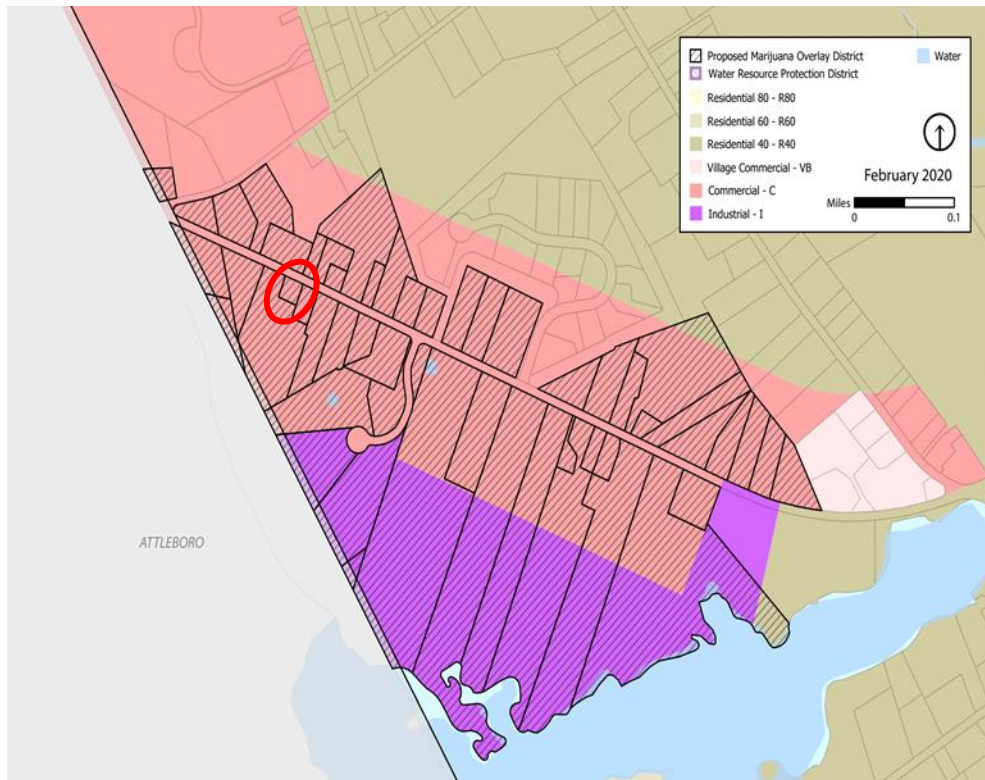 Proposed Marijuana Overlay District
Water
Water Resource Protection District
Residential 80 - R80
Residential 60 - R60
Residential 40 - R40
Village Commercial - VB
February 2020
Commercial - C
Miles
Industrial - I
0
0.1
ATTLEBORO